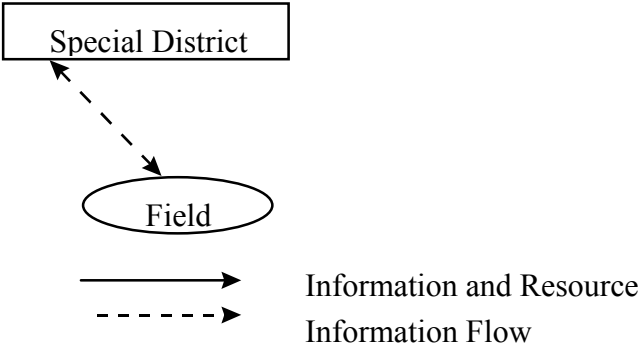 Special District
Field
Information and Resource
Information Flow